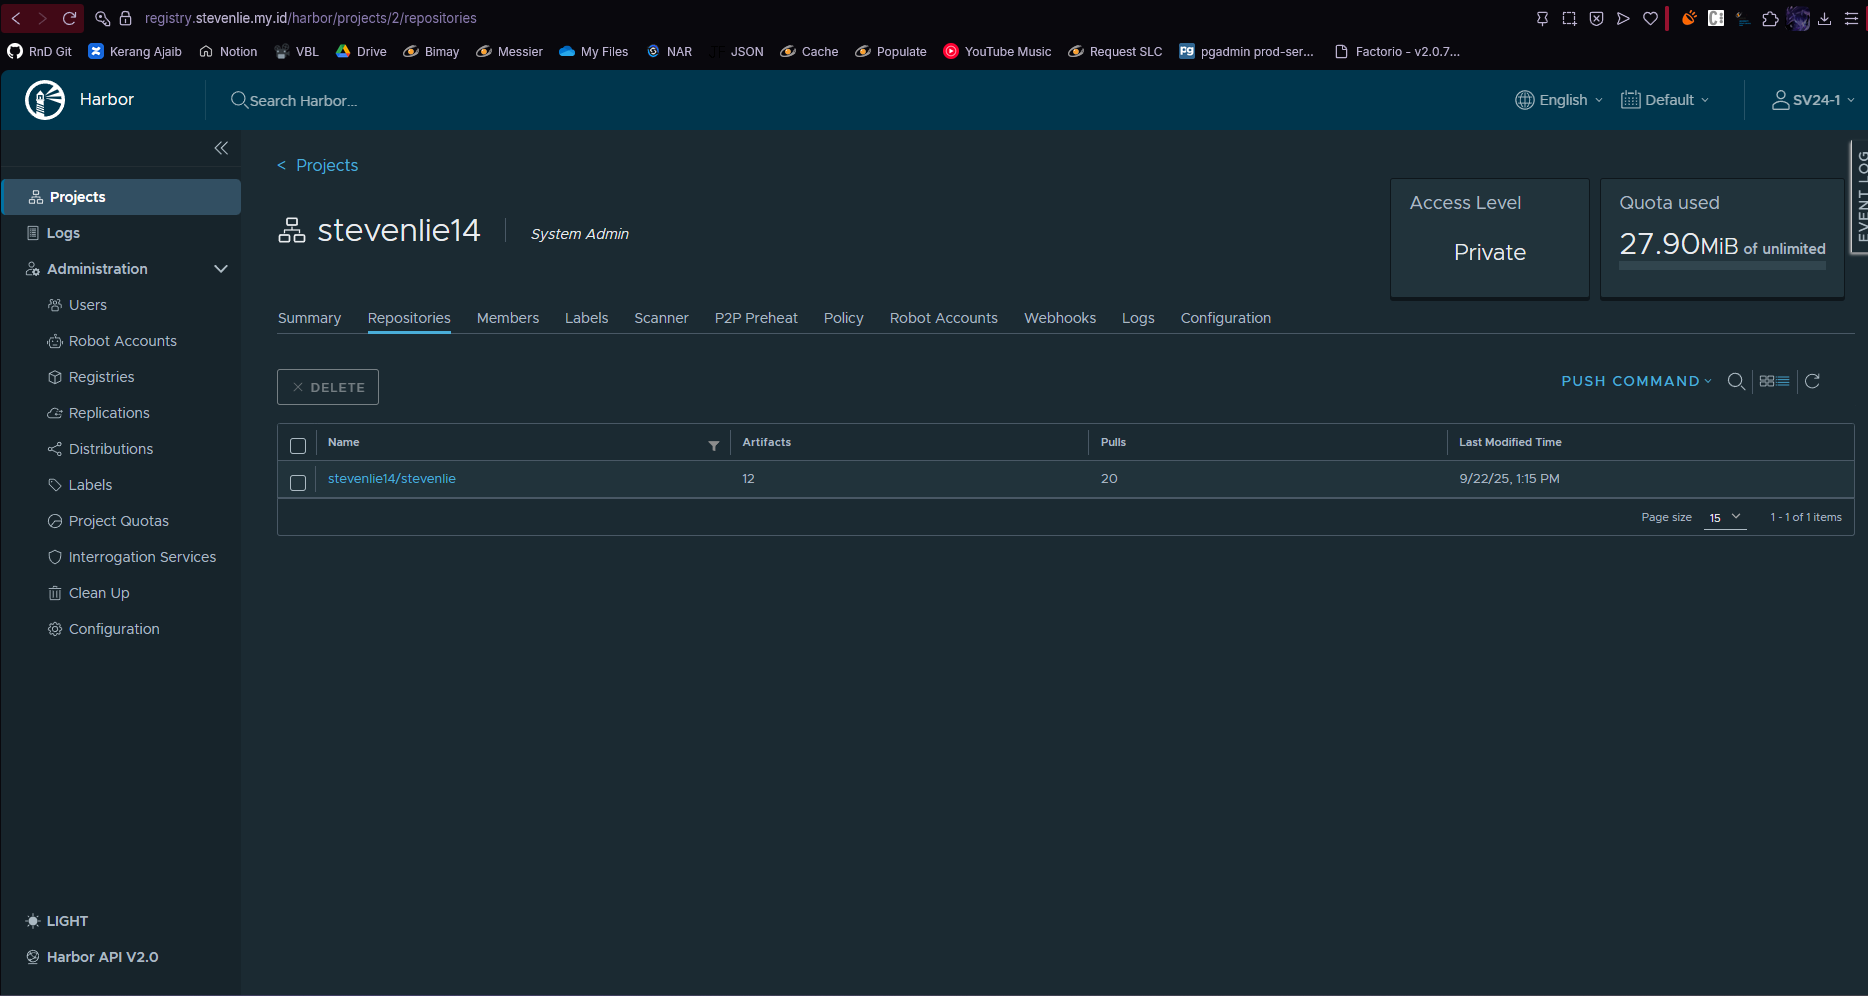 registry.stevenlie.my.id/harbor/projects/2/repositories
RnD Git Kerang Ajaib Notion VBL Drive Bimay Messier My Files NAR JSON Cache Populate YouTube Music Request SLC pgadmin prod-ser... Factorio - v2.0.7...
Harbor
Search Harbor...
English
Default
SV24-1
EVENT LOG
Projects
Logs
Administration
Users
Robot Accounts
Registries
Replications
Distributions
Labels
Project Quotas
Interrogation Services
Clean Up
Configuration
LIGHT
Harbor API V2.0
< Projects
stevenlie14
System Admin
Access Level
Private
Quota used
27.90MiB of unlimited
Summary Repositories Members Labels Scanner P2P Preheat Policy Robot Accounts Webhooks Logs Configuration
DELETE
PUSH COMMAND
Name Artifacts Pulls Last Modified Time
stevenlie14/stevenlie 12 20 9/22/25, 1:15 PM
Page size 15 1 - 1 of 1 items